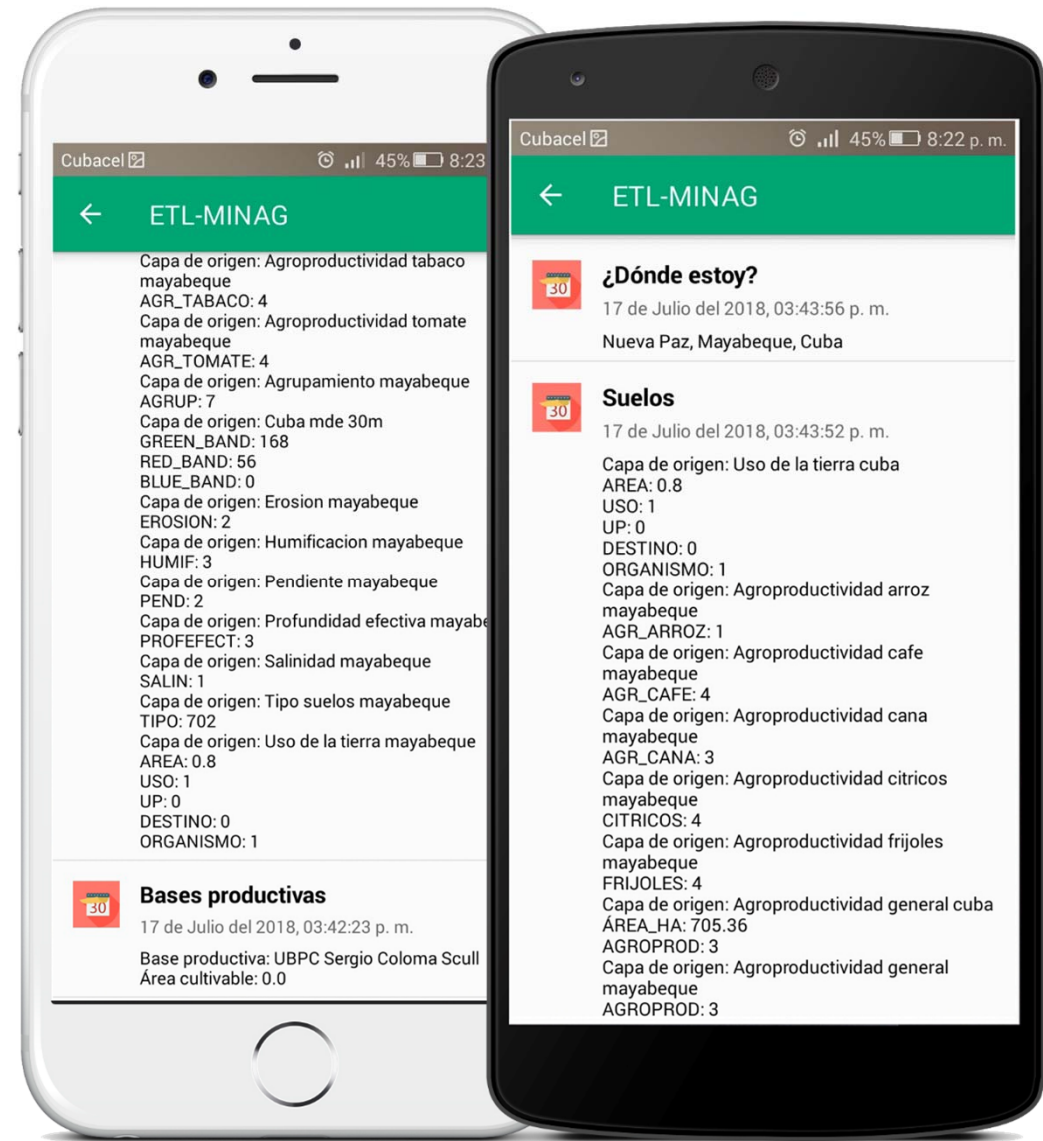 Cubacel 45% 8:23
ETL-MINAG
Capa de origen: Agroproductividad tabaco
mayabeque
AGR_TABACO: 4
Capa de origen: Agroproductividad tomate
mayabeque
AGR_TOMATE: 4
Capa de origen: Agrupamiento mayabeque
AGRUP: 7
Capa de origen: Cuba mde 30m
GREEN_BAND: 168
RED_BAND: 56
BLUE_BAND: 0
Capa de origen: Erosion mayabeque
EROSION: 2
Capa de origen: Humificacion mayabeque
HUMIF: 3
Capa de origen: Pendiente mayabeque
PEND: 2
Capa de origen: Profundidad efectiva mayabe
PROFEFECT: 3
Capa de origen: Salinidad mayabeque
SALIN: 1
Capa de origen: Tipo suelos mayabeque
TIPO: 702
Capa de origen: Uso de la tierra mayabeque
AREA: 0.8
USO: 1
UP: 0
DESTINO: 0
ORGANISMO: 1
30
Bases productivas
17 de Julio del 2018, 03:42:23 p. m.
Base productiva: UBPC Sergio Coloma Scull
Área cultivable: 0.0
Cubacel 45% 8:22 p. m.
ETL-MINAG
30
¿Dónde estoy?
17 de Julio del 2018, 03:43:56 p. m.
Nueva Paz, Mayabeque, Cuba
30
Suelos
17 de Julio del 2018, 03:43:52 p. m.
Capa de origen: Uso de la tierra cuba
AREA: 0.8
USO: 1
UP: 0
DESTINO: 0
ORGANISMO: 1
Capa de origen: Agroproductividad arroz
mayabeque
AGR_ARROZ: 1
Capa de origen: Agroproductividad cafe
mayabeque
AGR_CAFE: 4
Capa de origen: Agroproductividad cana
mayabeque
AGR_CANA: 3
Capa de origen: Agroproductividad citricos
mayabeque
CITRICOS: 4
Capa de origen: Agroproductividad frijoles
mayabeque
FRIJOLES: 4
Capa de origen: Agroproductividad general cuba
ÁREA_HA: 705.36
AGROPROD: 3
Capa de origen: Agroproductividad general
mayabeque
AGROPROD: 3